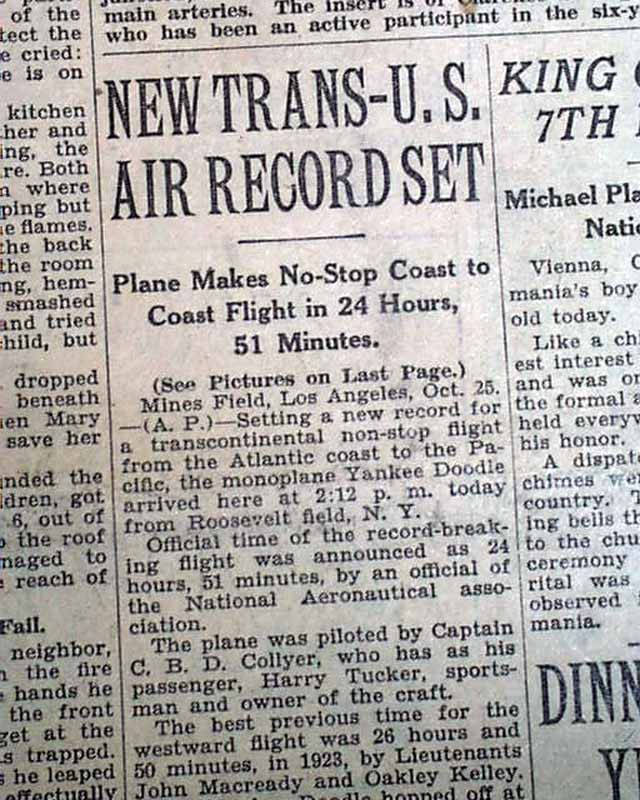 of the
tect the
e cried:
e is on
kitchen
her and
ing, the
re. Both
n where
ping but
e flames.
the back
the room
ng, hem-
smashed
and tried
hild, but
dropped
beneath
en Mary
save her
nded the
dren, got
6, out of
the roof
naged to
reach of
Fail.
neighbor,
the fire
hands he
the front
get at the
s trapped.
s he leaped
effectually
main arteries. The insert is of
who has been an active participant in the six-y
NEW TRANS-U. S.
AIR RECORD SET
Plane Makes No-Stop Coast to
Coast Flight in 24 Hours,
51 Minutes.
(See Pictures on Last Page.)
Mines Field, Los Angeles, Oct. 25.
—(A. P.)—Setting a new record for
a transcontinental non-stop flight
from the Atlantic coast to the Pa-
cific, the monoplane Yankee Doodle
arrived here at 2:12 p. m. today
from Roosevelt field, N. Y.
Official time of the record-break-
ing flight was announced as 24
hours, 51 minutes, by an official of
the National Aeronautical asso-
ciation.
The plane was piloted by Captain
C. B. D. Collyer, who has as his
passenger, Harry Tucker, sports-
man and owner of the craft.
The best previous time for the
westward flight was 26 hours and
50 minutes, in 1923, by Lieutenants
John Macready and Oakley Kelley.
Doodle hopped off at
KING
7TH
Michael Pla
Natio
Vienna, O
mania's boy
old today.
Like a ch
est interest
and was o
the formal a
held everyw
his honor.
A dispat
chimes wer
country. T
ing bells th
to the chu
ceremony
rital was
observed i
mania.
DINN